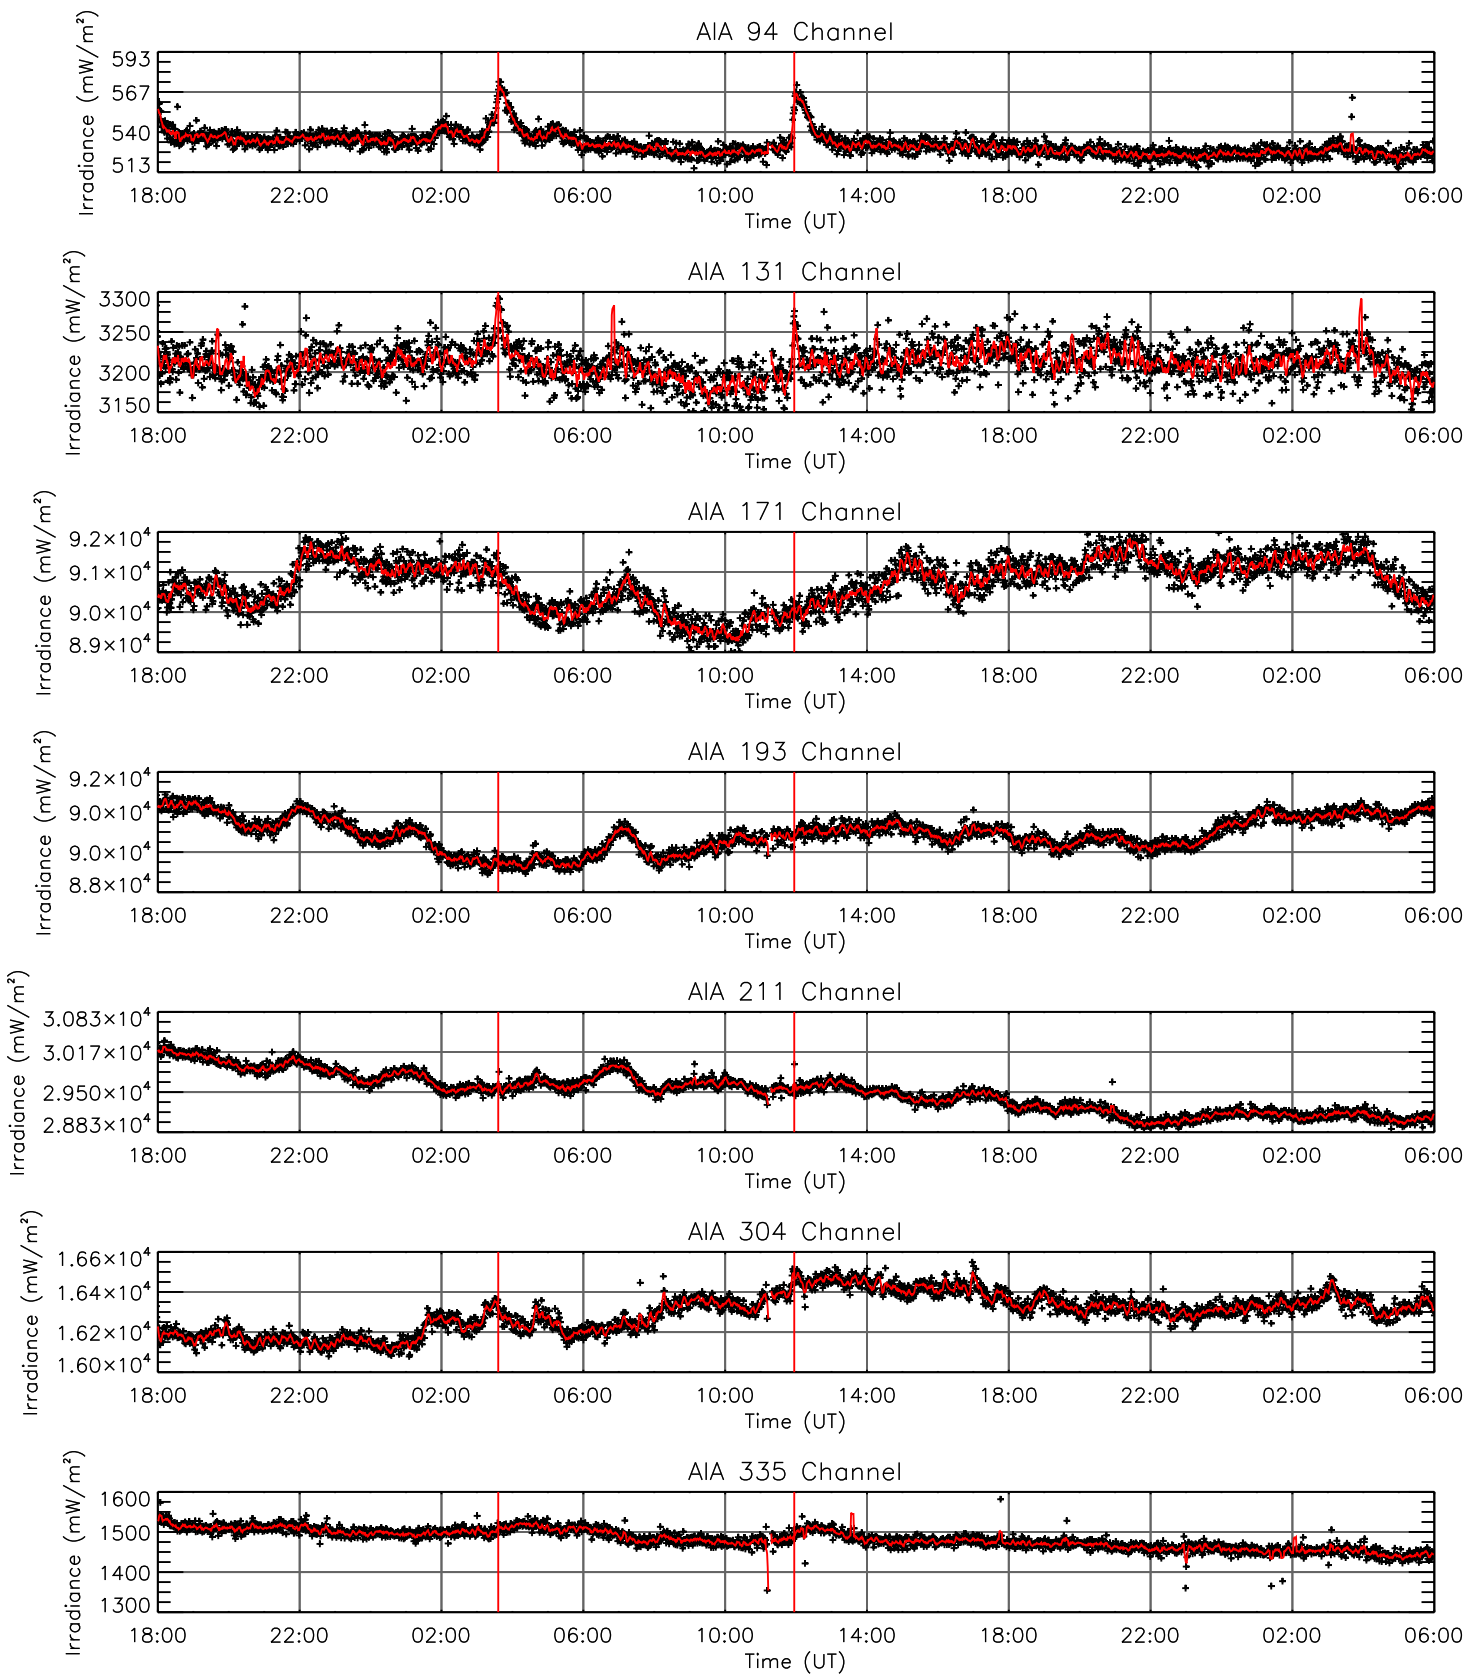 AIA 94 Channel
Irradiance (mW/m²)
593
567
540
513
18:00 22:00 02:00 06:00 10:00 14:00 18:00 22:00 02:00 06:00
Time (UT)
AIA 131 Channel
Irradiance (mW/m²)
3300
3250
3200
3150
18:00 22:00 02:00 06:00 10:00 14:00 18:00 22:00 02:00 06:00
Time (UT)
AIA 171 Channel
Irradiance (mW/m²)
9.2×10⁴
9.1×10⁴
9.0×10⁴
8.9×10⁴
18:00 22:00 02:00 06:00 10:00 14:00 18:00 22:00 02:00 06:00
Time (UT)
AIA 193 Channel
Irradiance (mW/m²)
9.2×10⁴
9.0×10⁴
9.0×10⁴
8.8×10⁴
18:00 22:00 02:00 06:00 10:00 14:00 18:00 22:00 02:00 06:00
Time (UT)
AIA 211 Channel
Irradiance (mW/m²)
3.083×10⁴
3.017×10⁴
2.950×10⁴
2.883×10⁴
18:00 22:00 02:00 06:00 10:00 14:00 18:00 22:00 02:00 06:00
Time (UT)
AIA 304 Channel
Irradiance (mW/m²)
1.66×10⁴
1.64×10⁴
1.62×10⁴
1.60×10⁴
18:00 22:00 02:00 06:00 10:00 14:00 18:00 22:00 02:00 06:00
Time (UT)
AIA 335 Channel
Irradiance (mW/m²)
1600
1500
1400
1300
18:00 22:00 02:00 06:00 10:00 14:00 18:00 22:00 02:00 06:00
Time (UT)